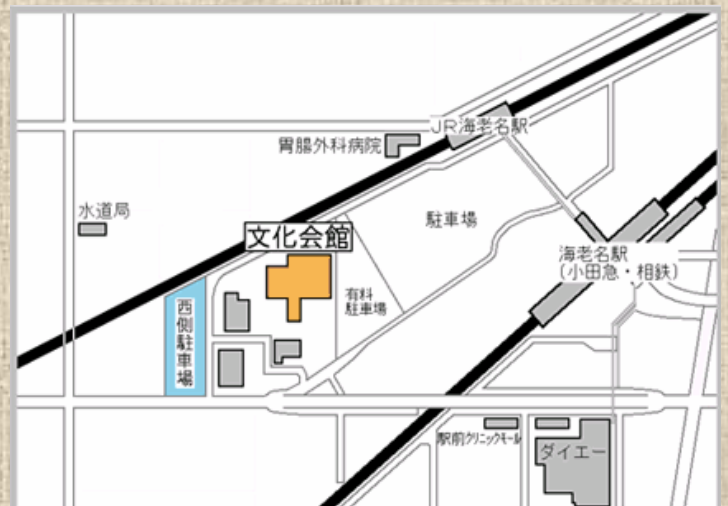 JR海老名駅
胃腸外科病院
水道局
駐車場
文化会館
海老名駅
（小田急・相鉄）
有料
駐車場
西側駐車場
駅前クリニックモール
ダイエー